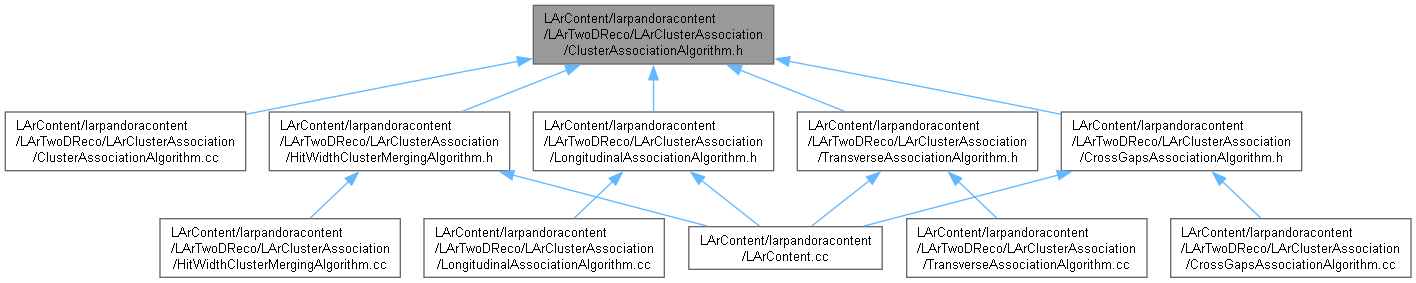 LArContent/larpandoracontent
/LArTwoDReco/LArClusterAssociation
/ClusterAssociationAlgorithm.h
LArContent/larpandoracontent
/LArTwoDReco/LArClusterAssociation
/ClusterAssociationAlgorithm.cc
LArContent/larpandoracontent
/LArTwoDReco/LArClusterAssociation
/HitWidthClusterMergingAlgorithm.h
LArContent/larpandoracontent
/LArTwoDReco/LArClusterAssociation
/LongitudinalAssociationAlgorithm.h
LArContent/larpandoracontent
/LArTwoDReco/LArClusterAssociation
/TransverseAssociationAlgorithm.h
LArContent/larpandoracontent
/LArTwoDReco/LArClusterAssociation
/CrossGapsAssociationAlgorithm.h
LArContent/larpandoracontent
/LArTwoDReco/LArClusterAssociation
/HitWidthClusterMergingAlgorithm.cc
LArContent/larpandoracontent
/LArTwoDReco/LArClusterAssociation
/LongitudinalAssociationAlgorithm.cc
LArContent/larpandoracontent
/LArContent.cc
LArContent/larpandoracontent
/LArTwoDReco/LArClusterAssociation
/TransverseAssociationAlgorithm.cc
LArContent/larpandoracontent
/LArTwoDReco/LArClusterAssociation
/CrossGapsAssociationAlgorithm.cc